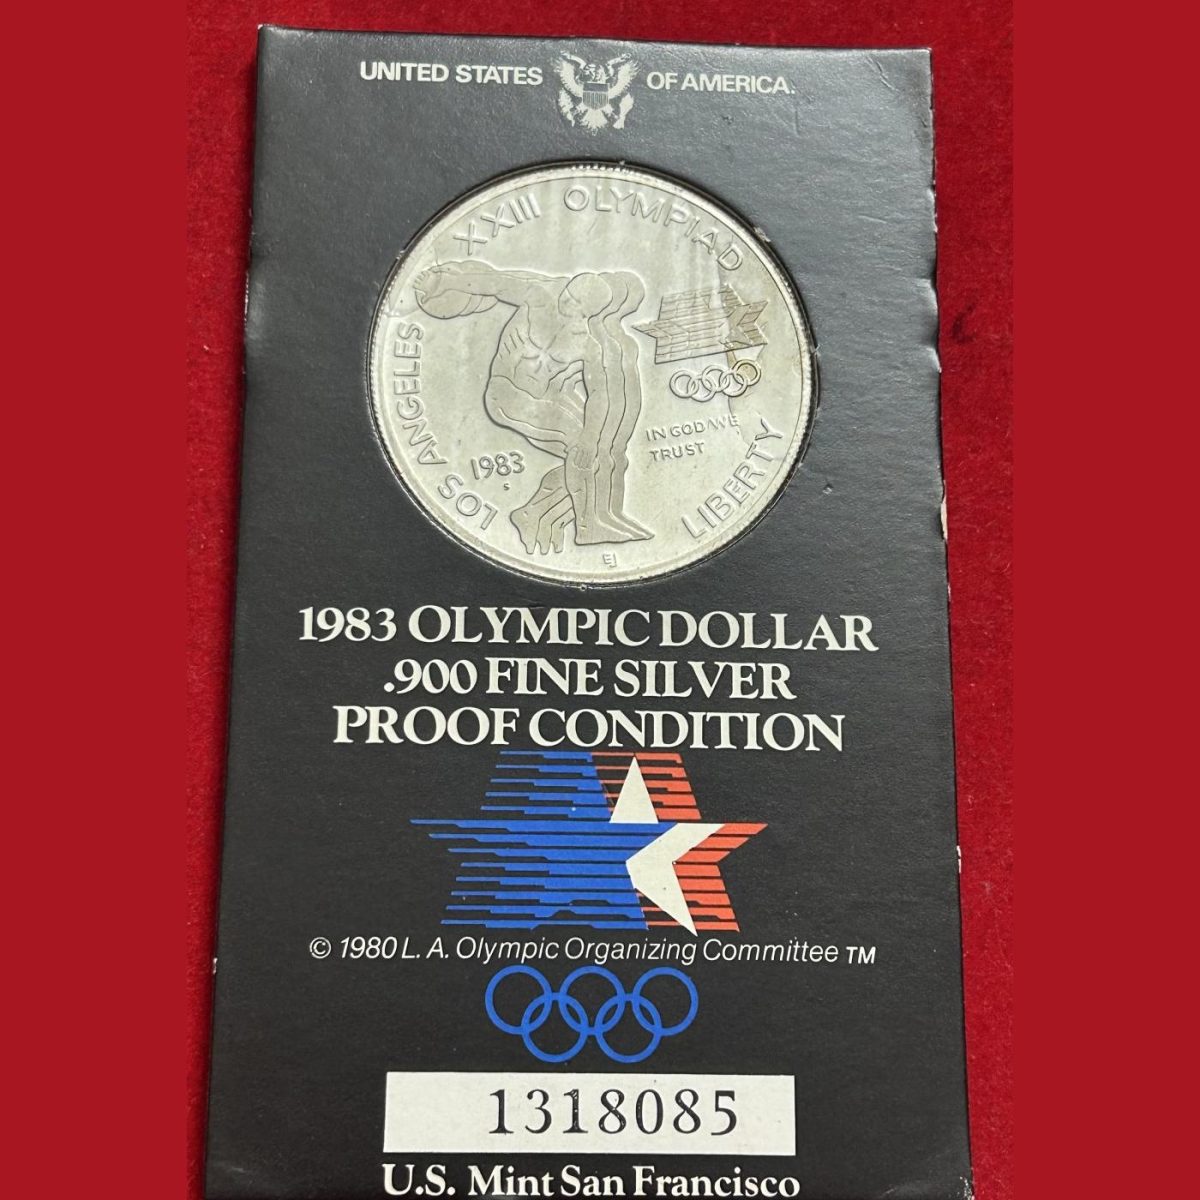 UNITED STATES OF AMERICA.
XXIII OLYMPIAD
LOS ANGELES
1983
S
IN GOD WE
TRUST
LIBERTY
EJ
1983 OLYMPIC DOLLAR
.900 FINE SILVER
PROOF CONDITION
© 1980 L. A. Olympic Organizing Committee TM
1318085
U.S. Mint San Francisco